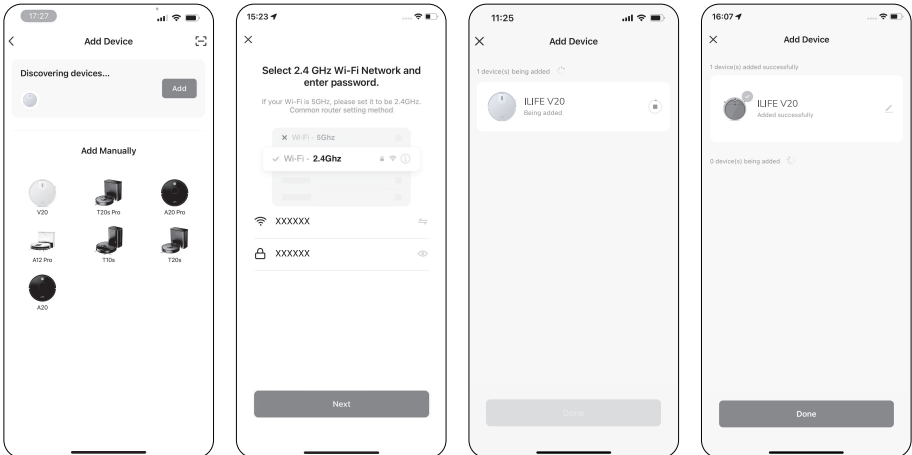 17:27
Add Device
Discovering devices...
Add
Add Manually
V20
T20s Pro
A20 Pro
A12 Pro
T10s
T20s
A20
15:23
Select 2.4 GHz Wi-Fi Network and
enter password.
If your Wi-Fi is 5GHz, please set it to be 2.4GHz.
Common router setting method
Wi-Fi - 5Ghz
Wi-Fi - 2.4Ghz
XXXXXX
XXXXXX
Next
11:25
Add Device
1 device(s) being added
ILIFE V20
Being added
Done
16:07
Add Device
1 device(s) added successfully
ILIFE V20
Added successfully
0 device(s) being added
Done